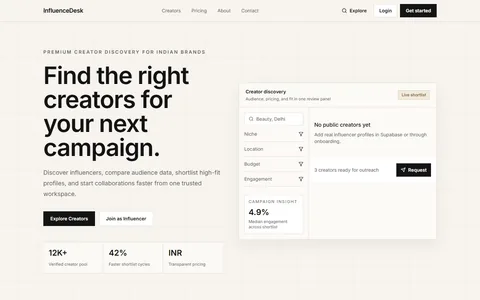 InfluenceDesk
Creators
Pricing
About
Contact
Explore
Login
Get started
PREMIUM CREATOR DISCOVERY FOR INDIAN BRANDS
Find the right
creators for
your next
campaign.
Discover influencers, compare audience data, shortlist high-fit
profiles, and start collaborations faster from one trusted
workspace.
Explore Creators
Join as Influencer
12K+
Verified creator pool
42%
Faster shortlist cycles
INR
Transparent pricing
Creator discovery
Audience, pricing, and fit in one review panel
Live shortlist
Beauty, Delhi
Niche
Location
Budget
Engagement
CAMPAIGN INSIGHT
4.9%
Median engagement
across shortlist
No public creators yet
Add real influencer profiles in Supabase or through
onboarding.
3 creators ready for outreach
Request